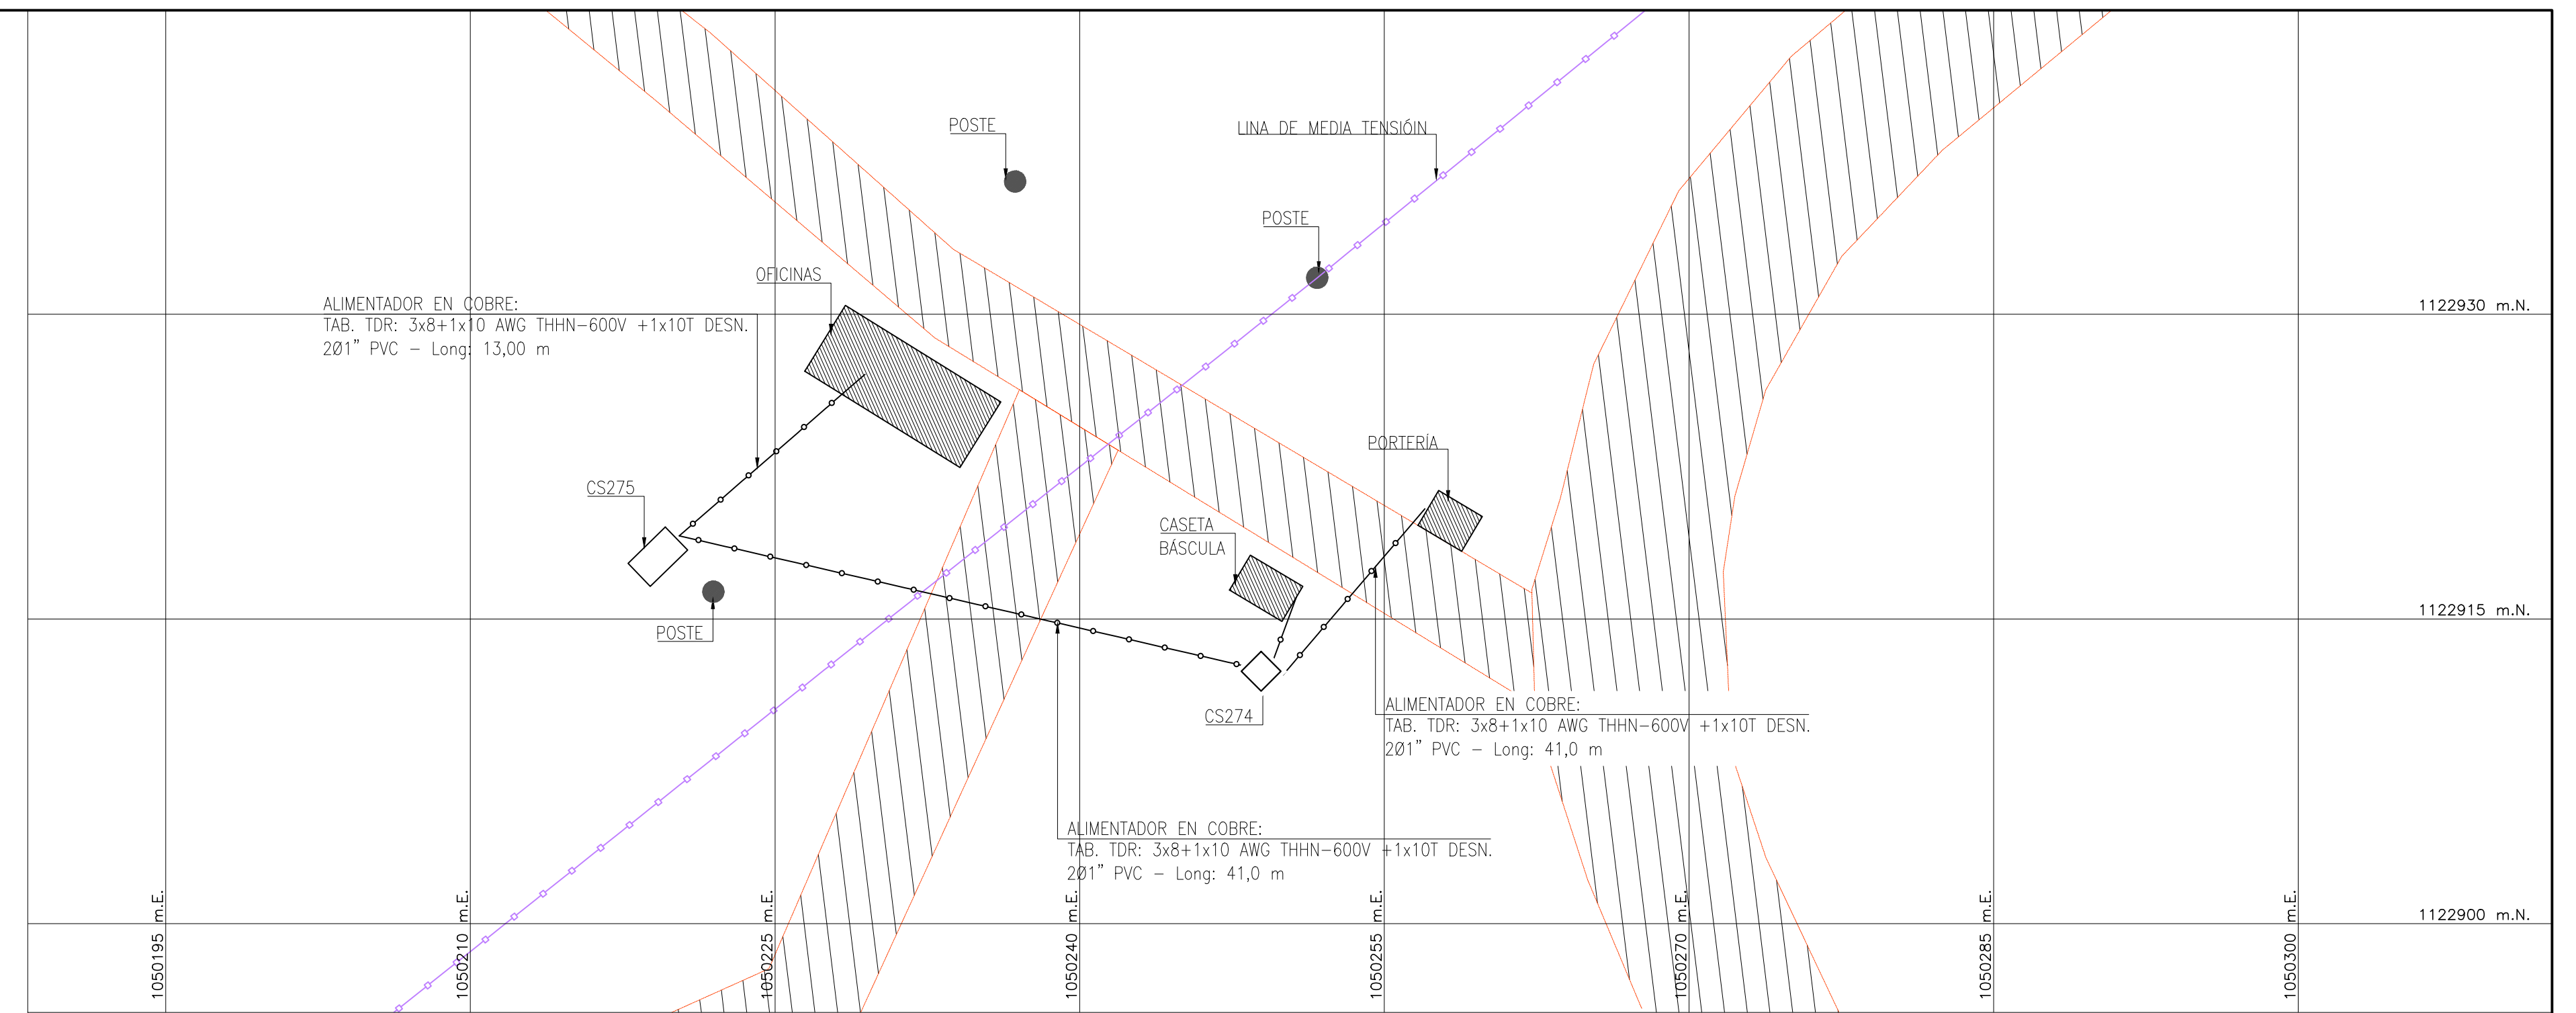 POSTE
LINA DE MEDIA TENSIÓIN
POSTE
OFICINAS
ALIMENTADOR EN COBRE:
TAB. TDR: 3x8+1x10 AWG THHN-600V +1x10T DESN.
2Ø1" PVC - Long: 13,00 m
1122930 m.N.
PORTERÍA
CS275
CASETA
BÁSCULA
1122915 m.N.
POSTE
CS274
ALIMENTADOR EN COBRE:
TAB. TDR: 3x8+1x10 AWG THHN-600V +1x10T DESN.
2Ø1" PVC - Long: 41,0 m
ALIMENTADOR EN COBRE:
TAB. TDR: 3x8+1x10 AWG THHN-600V +1x10T DESN.
2Ø1" PVC - Long: 41,0 m
1122900 m.N.
1050195 m.E.
1050210 m.E.
1050225 m.E.
1050240 m.E.
1050255 m.E.
1050270 m.E.
1050285 m.E.
1050300 m.E.